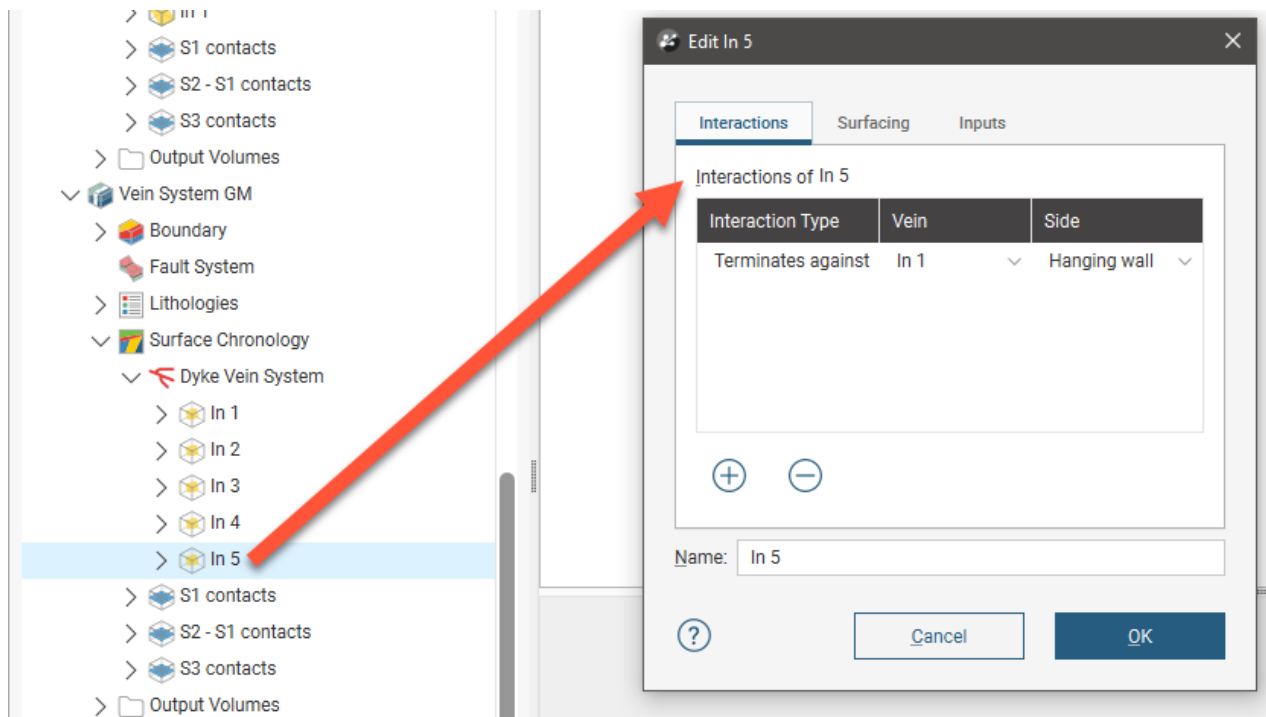 In 1
S1 contacts
S2 - S1 contacts
S3 contacts
Output Volumes
Vein System GM
Boundary
Fault System
Lithologies
Surface Chronology
Dyke Vein System
In 1
In 2
In 3
In 4
In 5
S1 contacts
S2 - S1 contacts
S3 contacts
Output Volumes
Edit In 5
Interactions Surfacing Inputs
Interactions of In 5
Interaction Type Vein Side
Terminates against In 1 Hanging wall
Name: In 5
Cancel OK